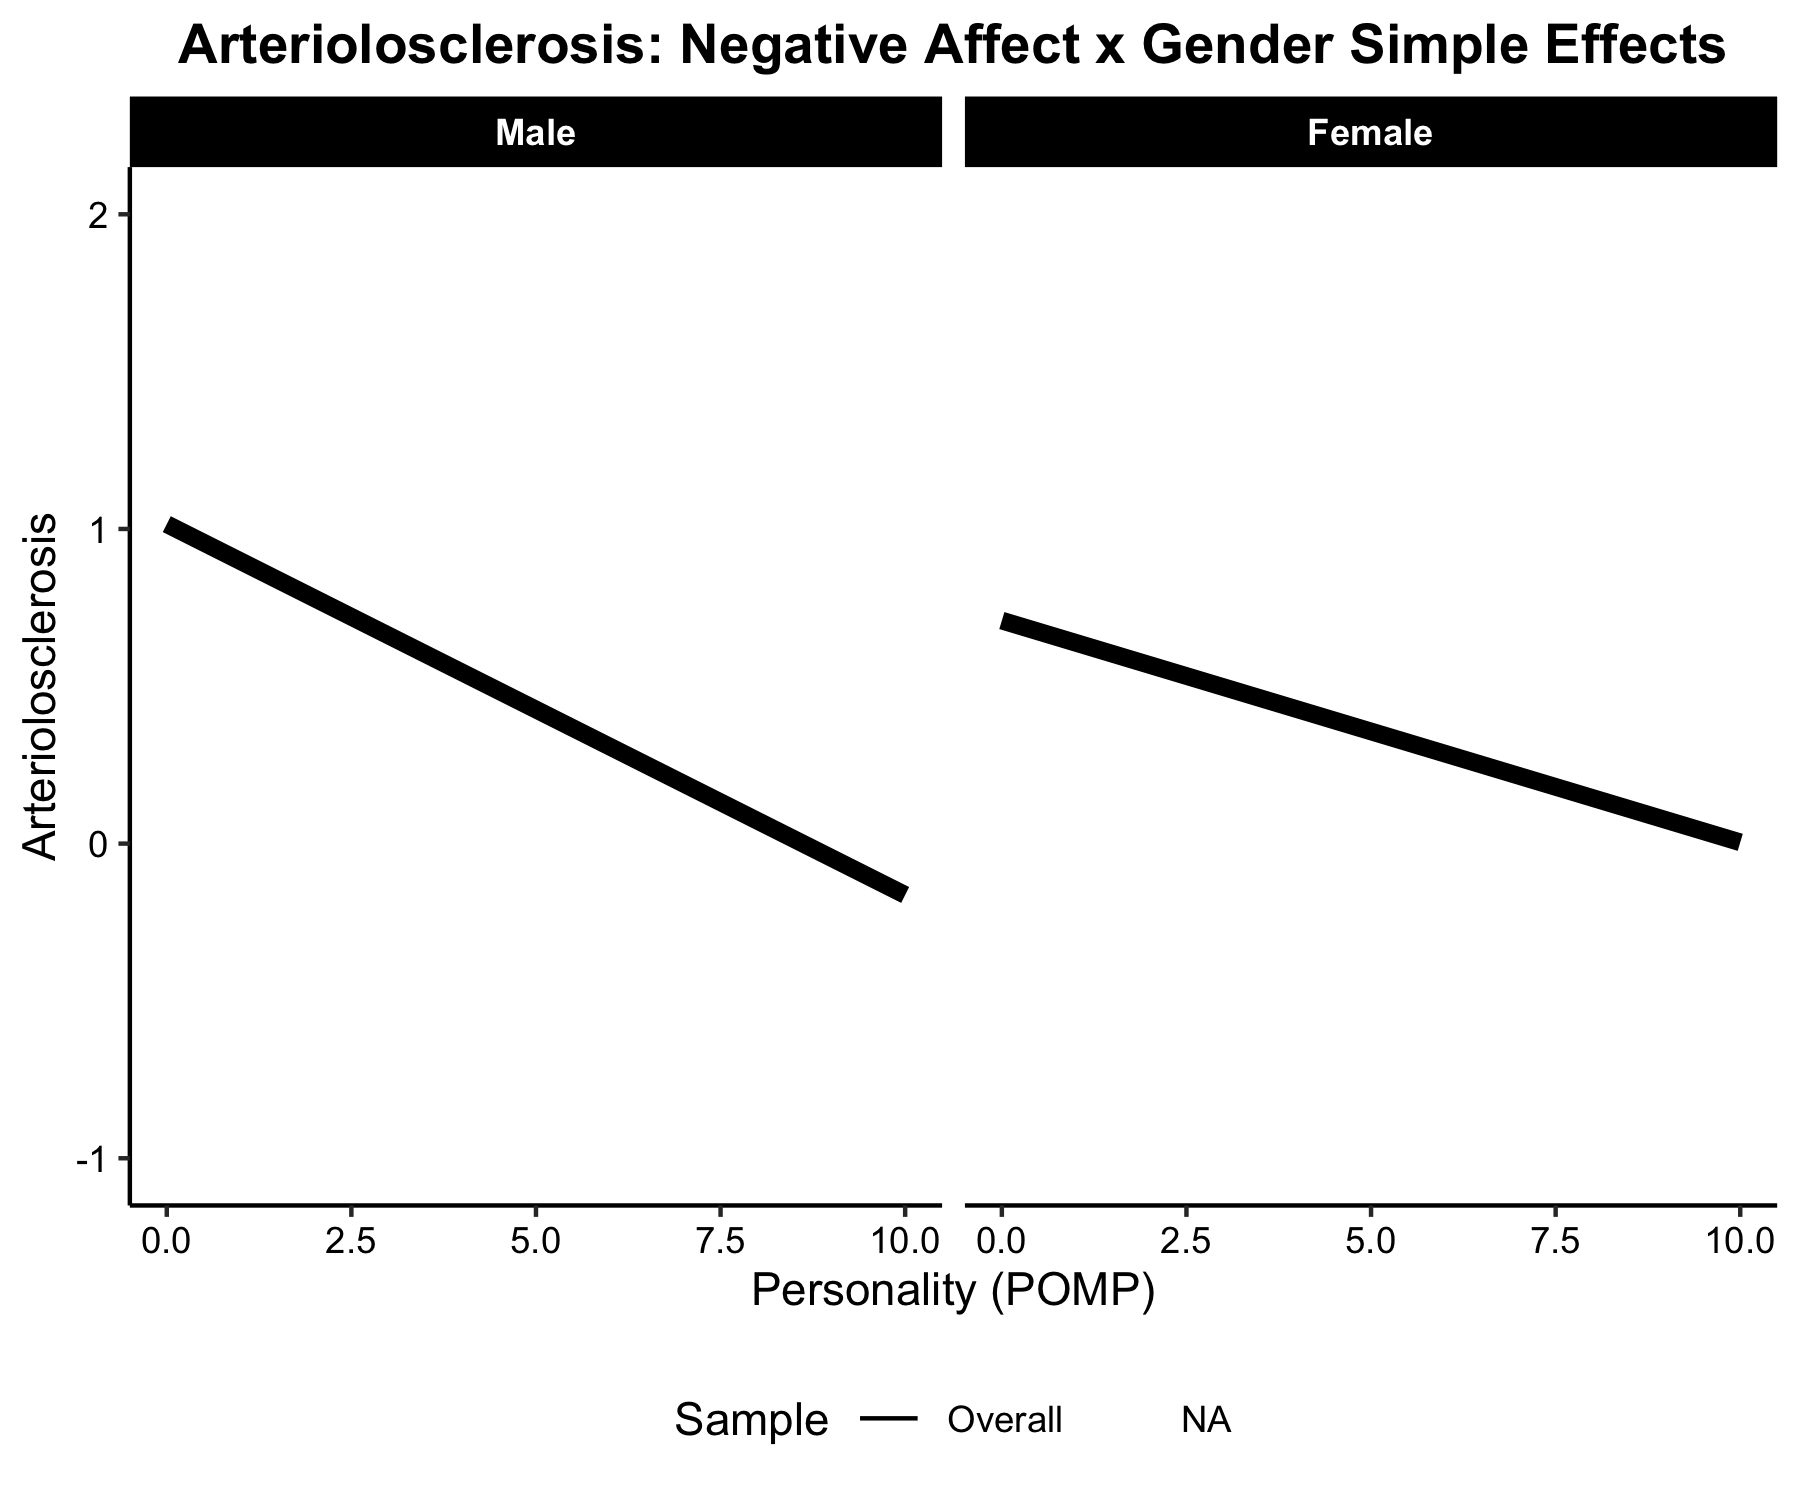 Arteriolosclerosis: Negative Affect x Gender Simple Effects
Male
Female
Arteriolosclerosis
2
1
0
-1
0.0 2.5 5.0 7.5 10.0
0.0 2.5 5.0 7.5 10.0
Personality (POMP)
Sample Overall NA